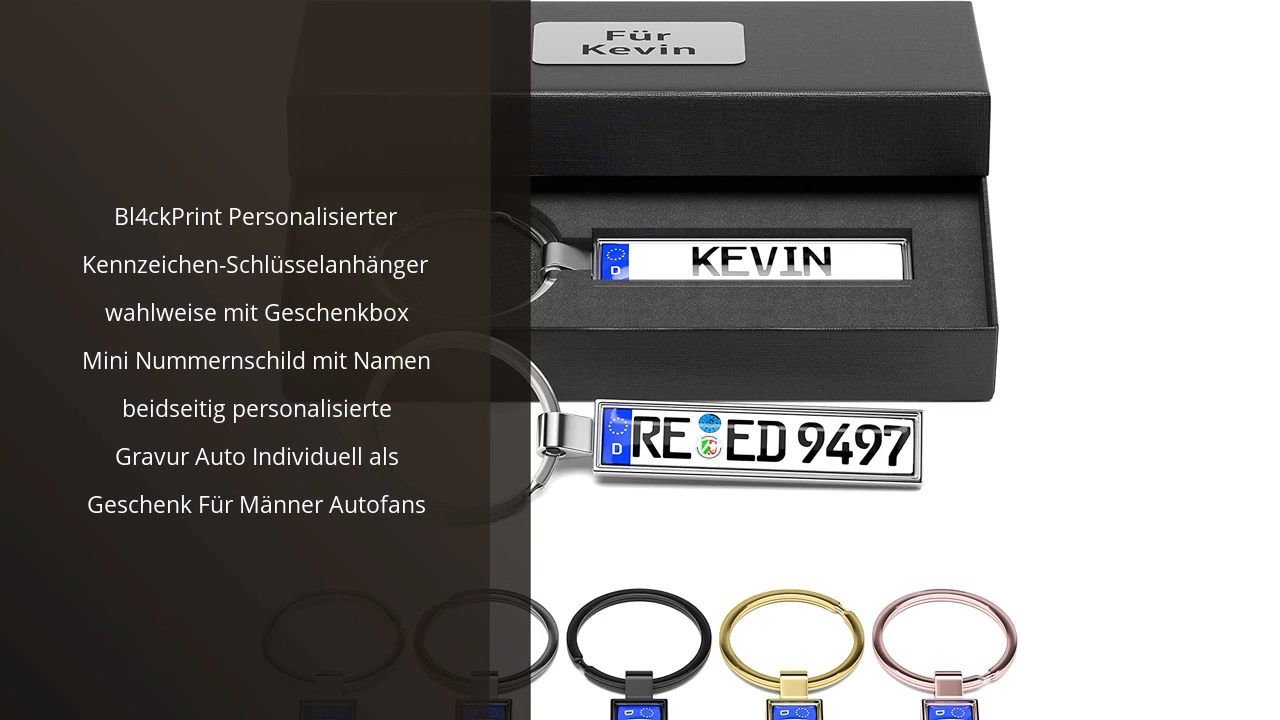 Für
Kevin
D
KEVIN
D
RE ED 9497
Bl4ckPrint Personalisierter
Kennzeichen-Schlüsselanhänger
wahlweise mit Geschenkbox
Mini Nummernschild mit Namen
beidseitig personalisierte
Gravur Auto Individuell als
Geschenk Für Männer Autofans
D
D
D